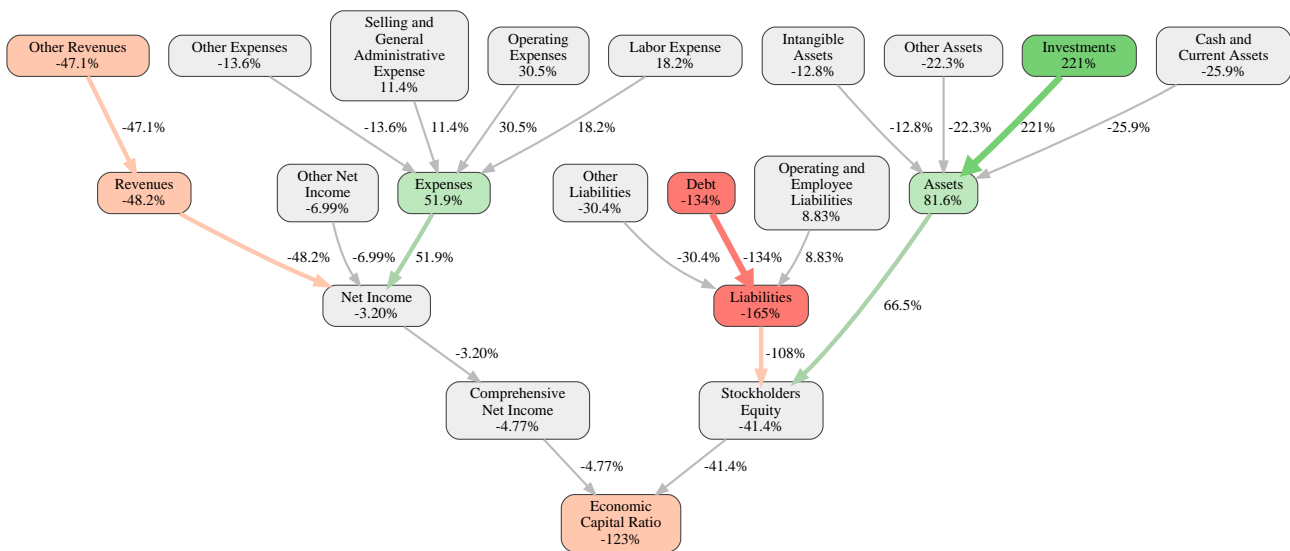 Other Revenues
-47.1%
Other Expenses
-13.6%
Selling and
General
Administrative
Expense
11.4%
Operating
Expenses
30.5%
Labor Expense
18.2%
Intangible
Assets
-12.8%
Other Assets
-22.3%
Investments
221%
Cash and
Current Assets
-25.9%
-47.1%
-13.6%
11.4%
30.5%
18.2%
-12.8%
-22.3%
221%
-25.9%
Revenues
-48.2%
Other Net
Income
-6.99%
Expenses
51.9%
Other
Liabilities
-30.4%
Debt
-134%
Operating and
Employee
Liabilities
8.83%
Assets
81.6%
-48.2%
-6.99%
51.9%
-30.4%
-134%
8.83%
66.5%
Net Income
-3.20%
Liabilities
-165%
-3.20%
-108%
Comprehensive
Net Income
-4.77%
Stockholders
Equity
-41.4%
-4.77%
-41.4%
Economic
Capital Ratio
-123%